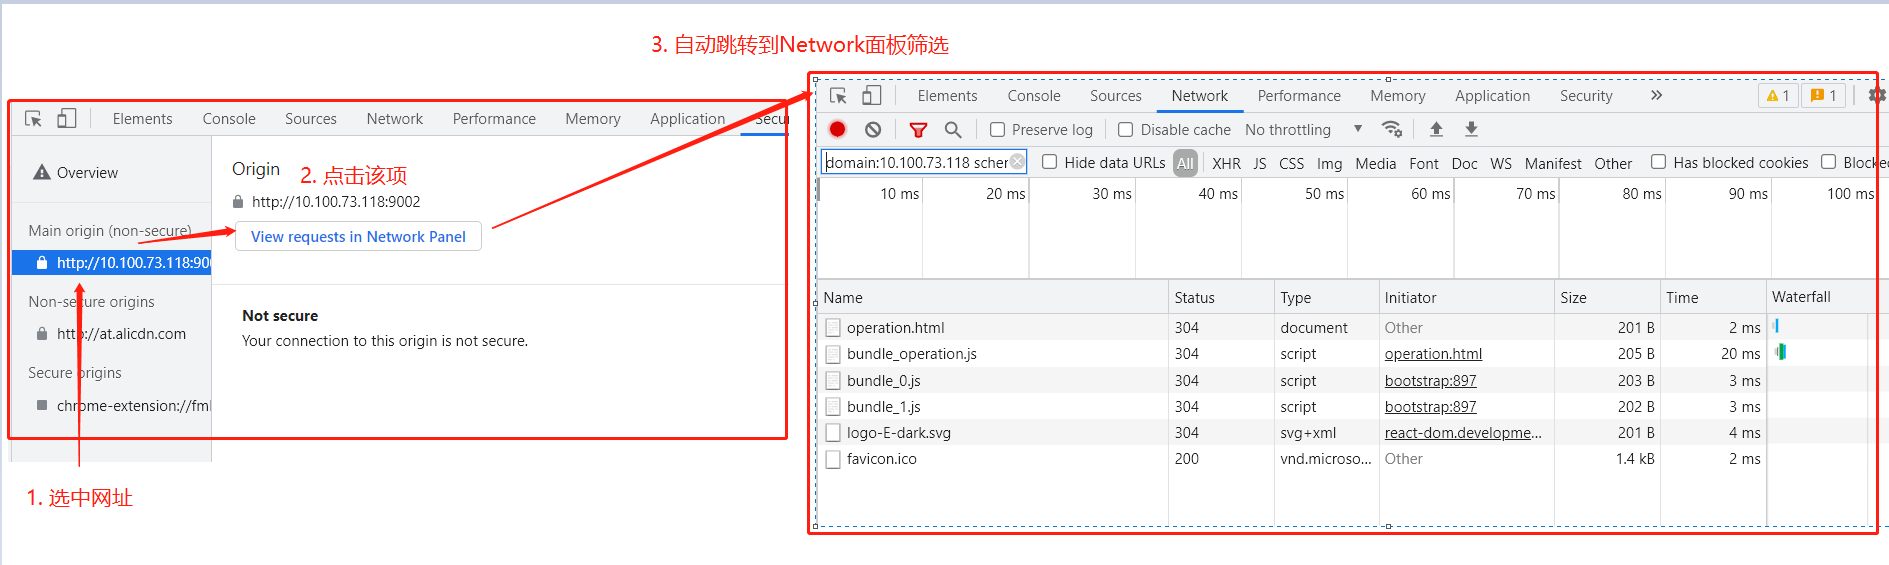 3. 自动跳转到Network面板筛选
Elements Console Sources Network Performance Memory Application Secu
Overview
Main origin (non-secure)
http://10.100.73.118:900
Non-secure origins
http://at.alicdn.com
Secure origins
chrome-extension://fml
Origin
2. 点击该项
http://10.100.73.118:9002
View requests in Network Panel
Not secure
Your connection to this origin is not secure.
1. 选中网址
Elements Console Sources Network Performance Memory Application Security » 1 1
Preserve log Disable cache No throttling
domain:10.100.73.118 scher Hide data URLs All XHR JS CSS Img Media Font Doc WS Manifest Other Has blocked cookies Blocked
10 ms 20 ms 30 ms 40 ms 50 ms 60 ms 70 ms 80 ms 90 ms 100 ms
Name Status Type Initiator Size Time Waterfall
operation.html 304 document Other 201 B 2 ms
bundle_operation.js 304 script operation.html 205 B 20 ms
bundle_0.js 304 script bootstrap:897 203 B 3 ms
bundle_1.js 304 script bootstrap:897 202 B 3 ms
logo-E-dark.svg 304 svg+xml react-dom.developme... 201 B 4 ms
favicon.ico 200 vnd.microso... Other 1.4 kB 2 ms